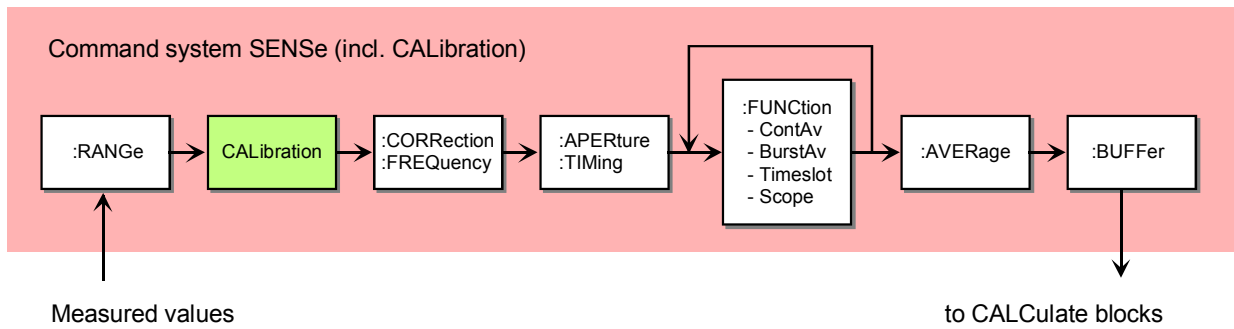 Command system SENSe (incl. CALibration)
:RANGe
CALibration
:CORRection
:FREQuency
:APERture
:TIMing
:FUNCtion
- ContAv
- BurstAv
- Timeslot
- Scope
:AVERage
:BUFFer
Measured values
to CALCulate blocks